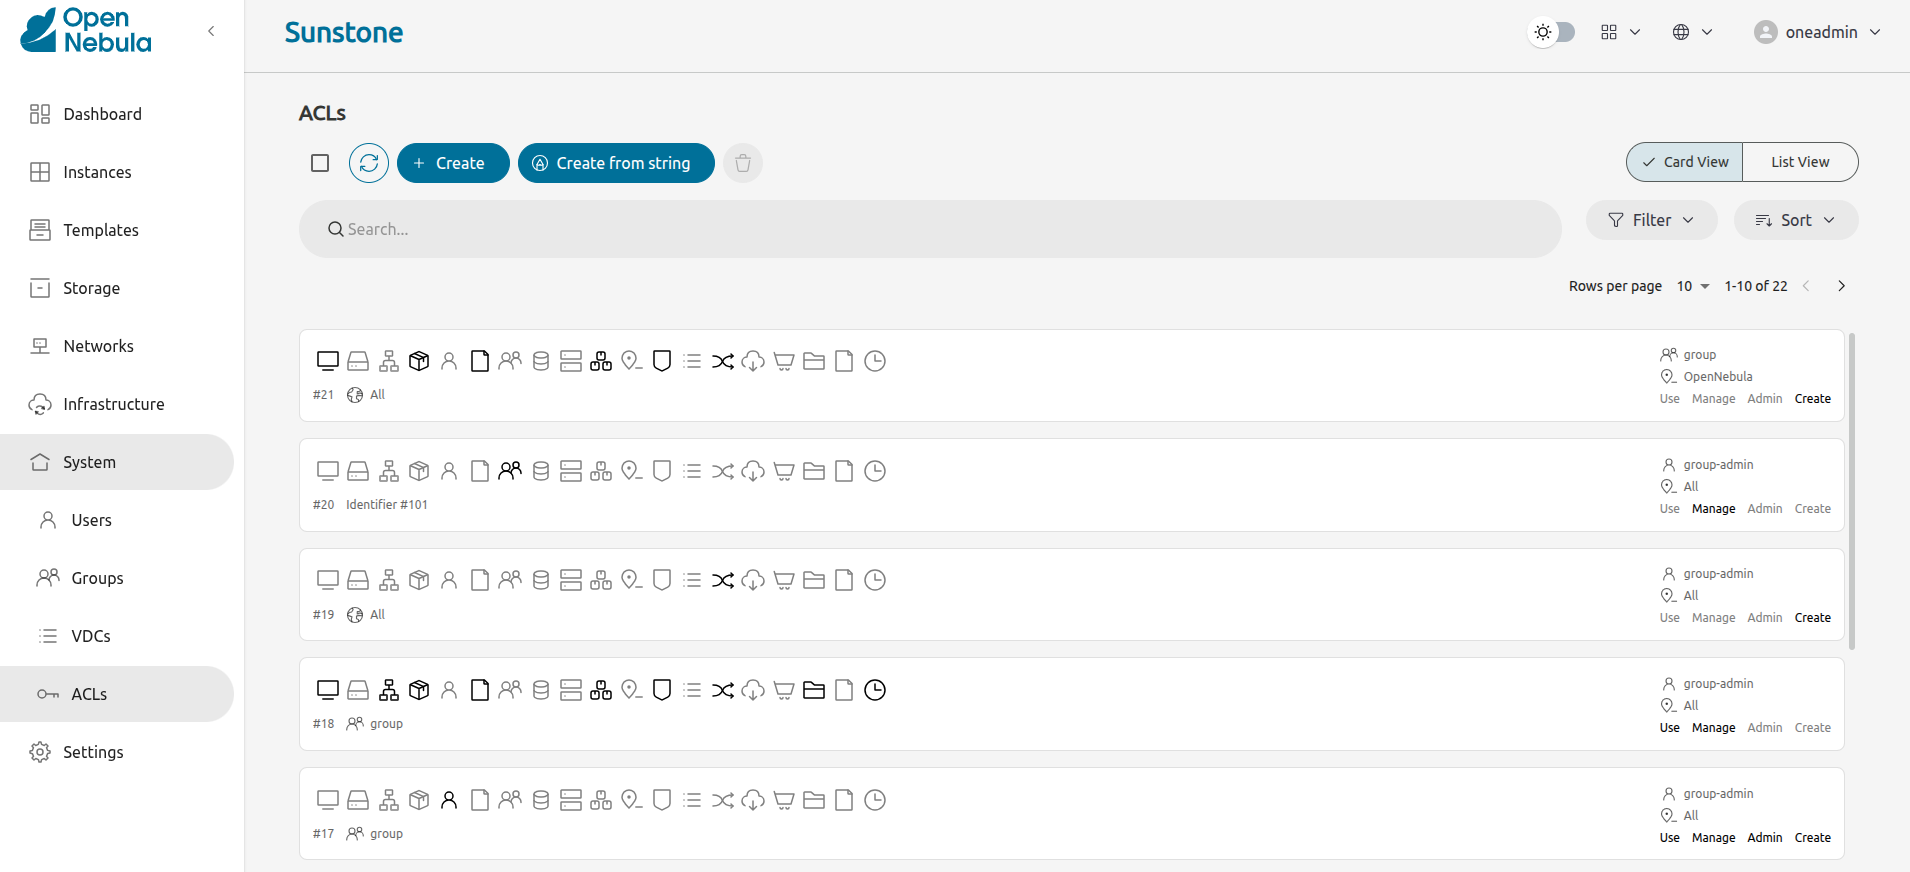 Open
Nebula
Sunstone
oneadmin
Dashboard
Instances
Templates
Storage
Networks
Infrastructure
System
Users
Groups
VDCs
ACLs
Settings
ACLs
Create
Create from string
Card View
List View
Search...
Filter
Sort
Rows per page 10 1-10 of 22
#21 All
group
OpenNebula
Use Manage Admin Create
#20 Identifier #101
group-admin
All
Use Manage Admin Create
#19 All
group-admin
All
Use Manage Admin Create
#18 group
group-admin
All
Use Manage Admin Create
#17 group
group-admin
All
Use Manage Admin Create